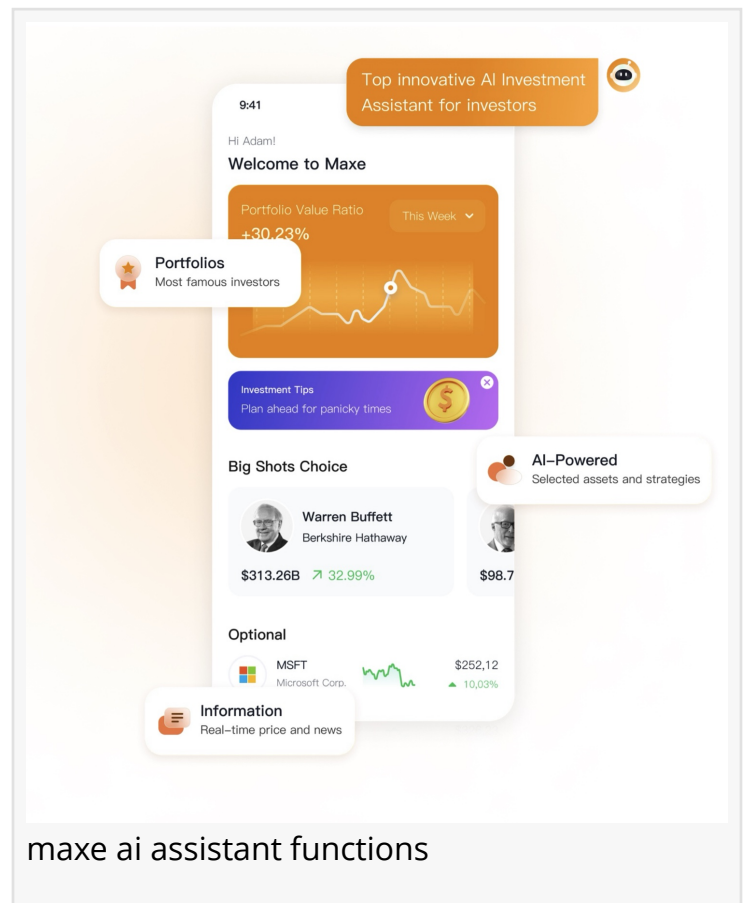 Top innovative AI Investment
Assistant for investors
9:41
Hi Adam!
Welcome to Maxe
Portfolio Value Ratio
This Week
+30.23%
Portfolios
Most famous investors
Investment Tips
Plan ahead for panicky times
Big Shots Choice
AI-Powered
Selected assets and strategies
Warren Buffett
Berkshire Hathaway
$313.26B 32.99%
$98.7
Optional
MSFT
Microsoft Corp.
$252,12
10,03%
Information
Real-time price and news
maxe ai assistant functions